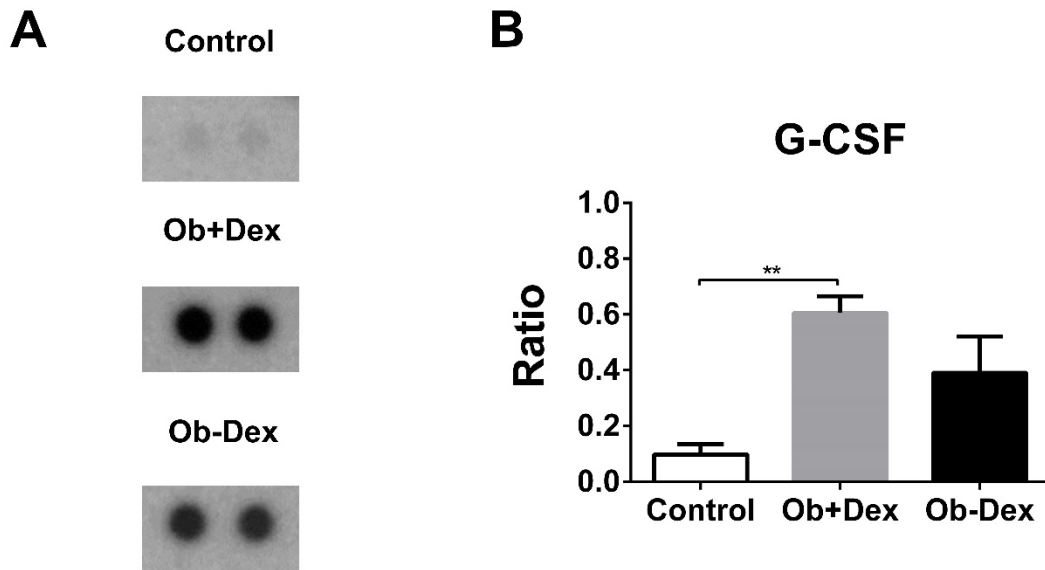 A
Control
Ob+Dex
Ob-Dex
B
G-CSF
Ratio
1.0
0.8
0.6
0.4
0.2
0.0
**
Control Ob+Dex Ob-Dex